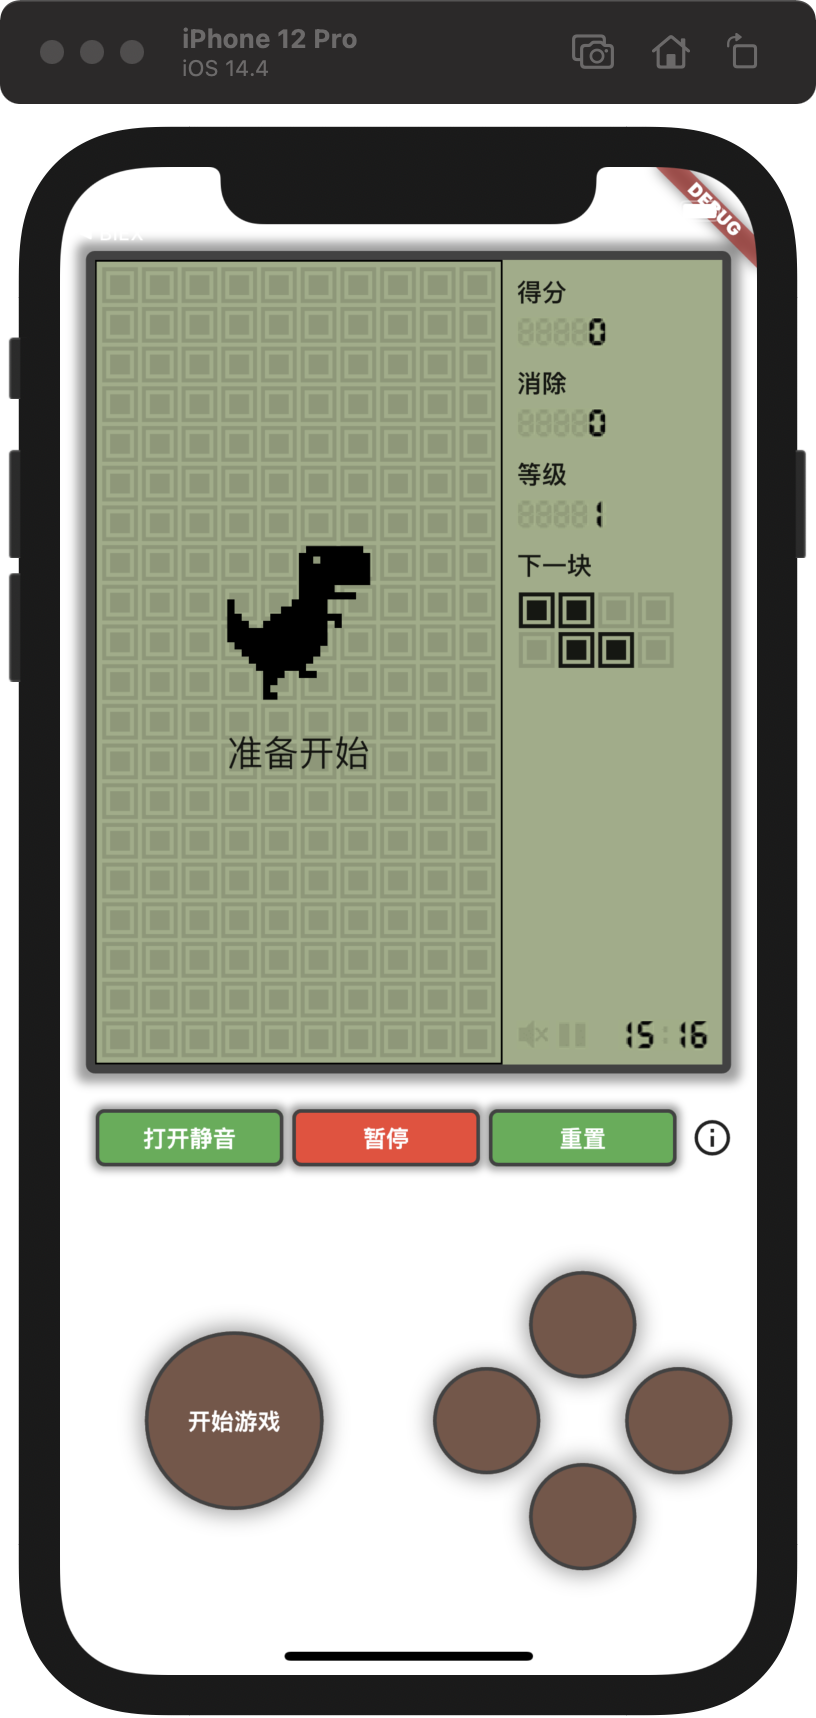 iPhone 12 Pro
iOS 14.4
DEBUG
得分
0
消除
0
等级
1
下一块
准备开始
15:16
打开静音
暂停
重置
开始游戏